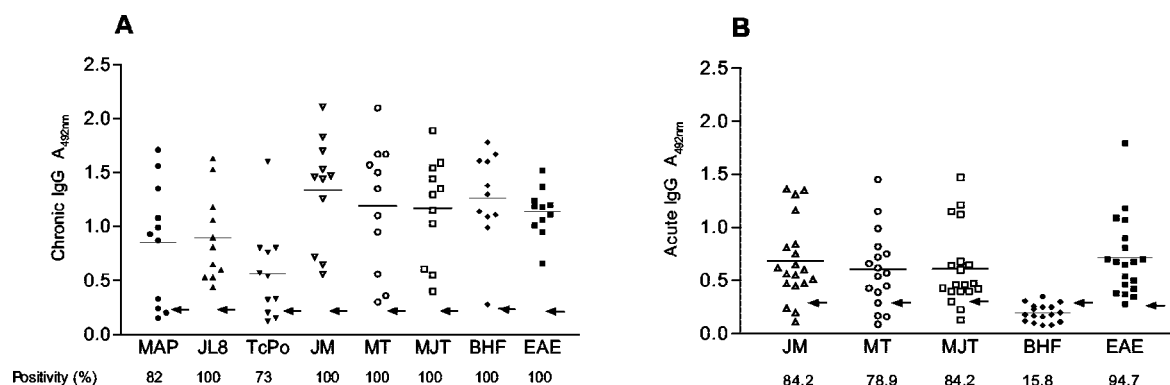 A
B
Chronic IgG A492nm
2.5
2.0
1.5
1.0
0.5
0.0
MAP JL8 TcPo JM MT MJT BHF EAE
Positivity (%) 82 100 73 100 100 100 100 100
Acute IgG A492nm
2.5
2.0
1.5
1.0
0.5
0.0
JM MT MJT BHF EAE
84.2 78.9 84.2 15.8 94.7